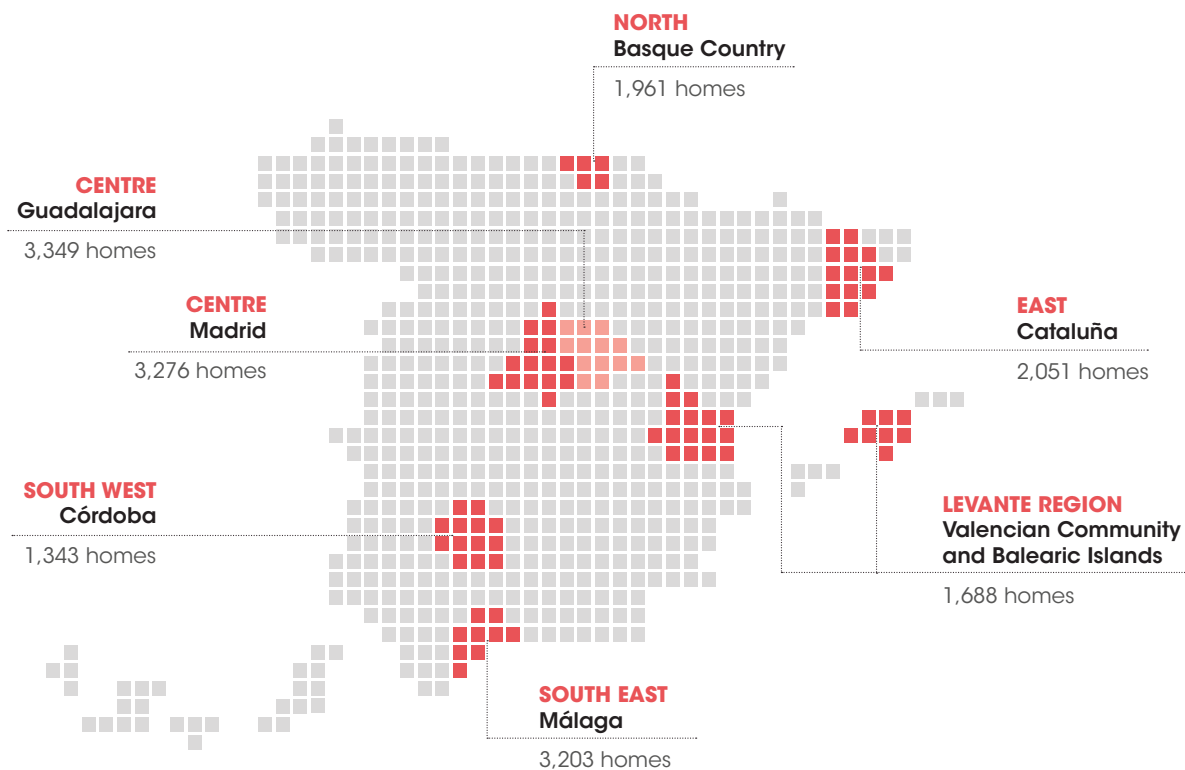 NORTH
Basque Country
1,961 homes
CENTRE
Guadalajara
3,349 homes
CENTRE
Madrid
3,276 homes
EAST
Cataluña
2,051 homes
SOUTH WEST
Córdoba
1,343 homes
LEVANTE REGION
Valencian Community
and Balearic Islands
1,688 homes
SOUTH EAST
Málaga
3,203 homes